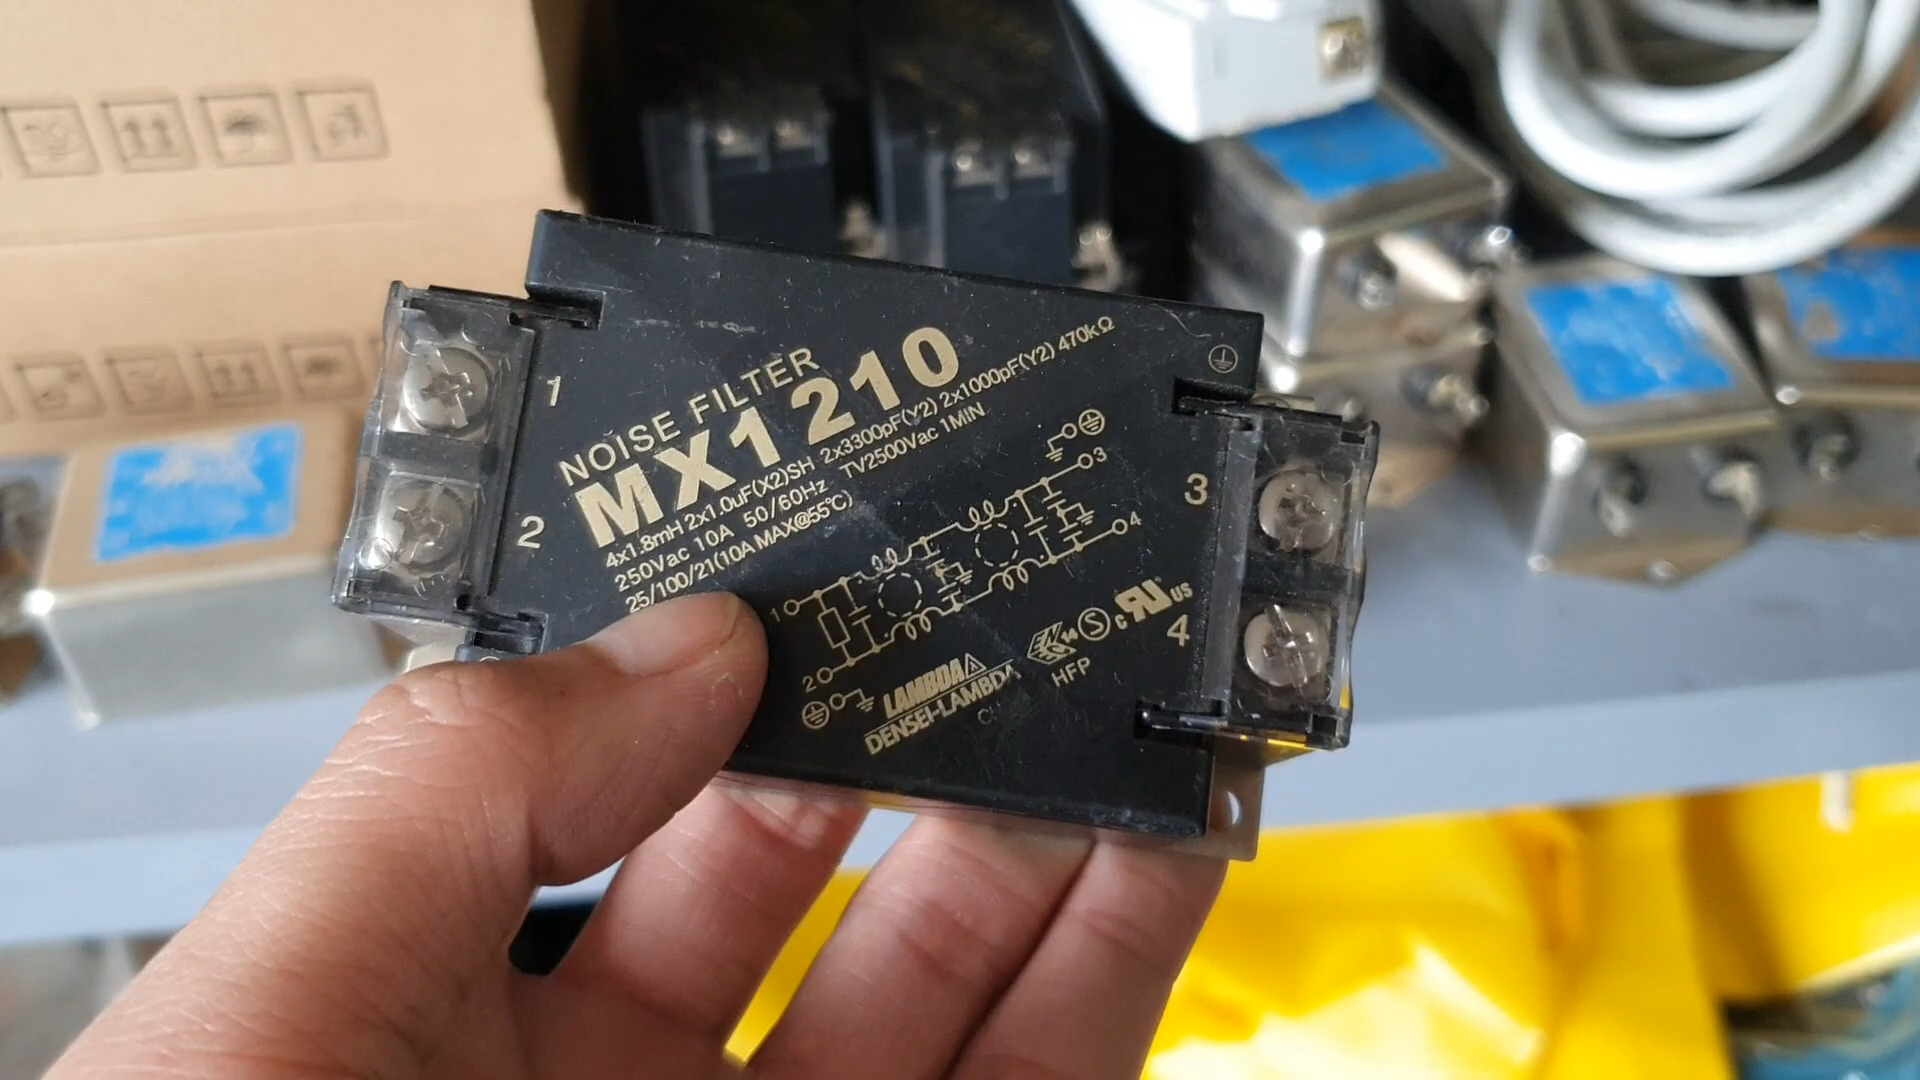 NOISE FILTER
MX1210
4x1.8mH 2x1.0uF(X2)SH 2x3300pF(Y2) 2x1000pF(Y2) 470kΩ
250Vac 10A 50/60Hz TV2500Vac 1MIN
25/100/21(10A MAX@55℃)
1
2
3
4
3
4
1
2
LAMBDA
DENSEI-LAMBDA
EN
14
S
c
US
HFP